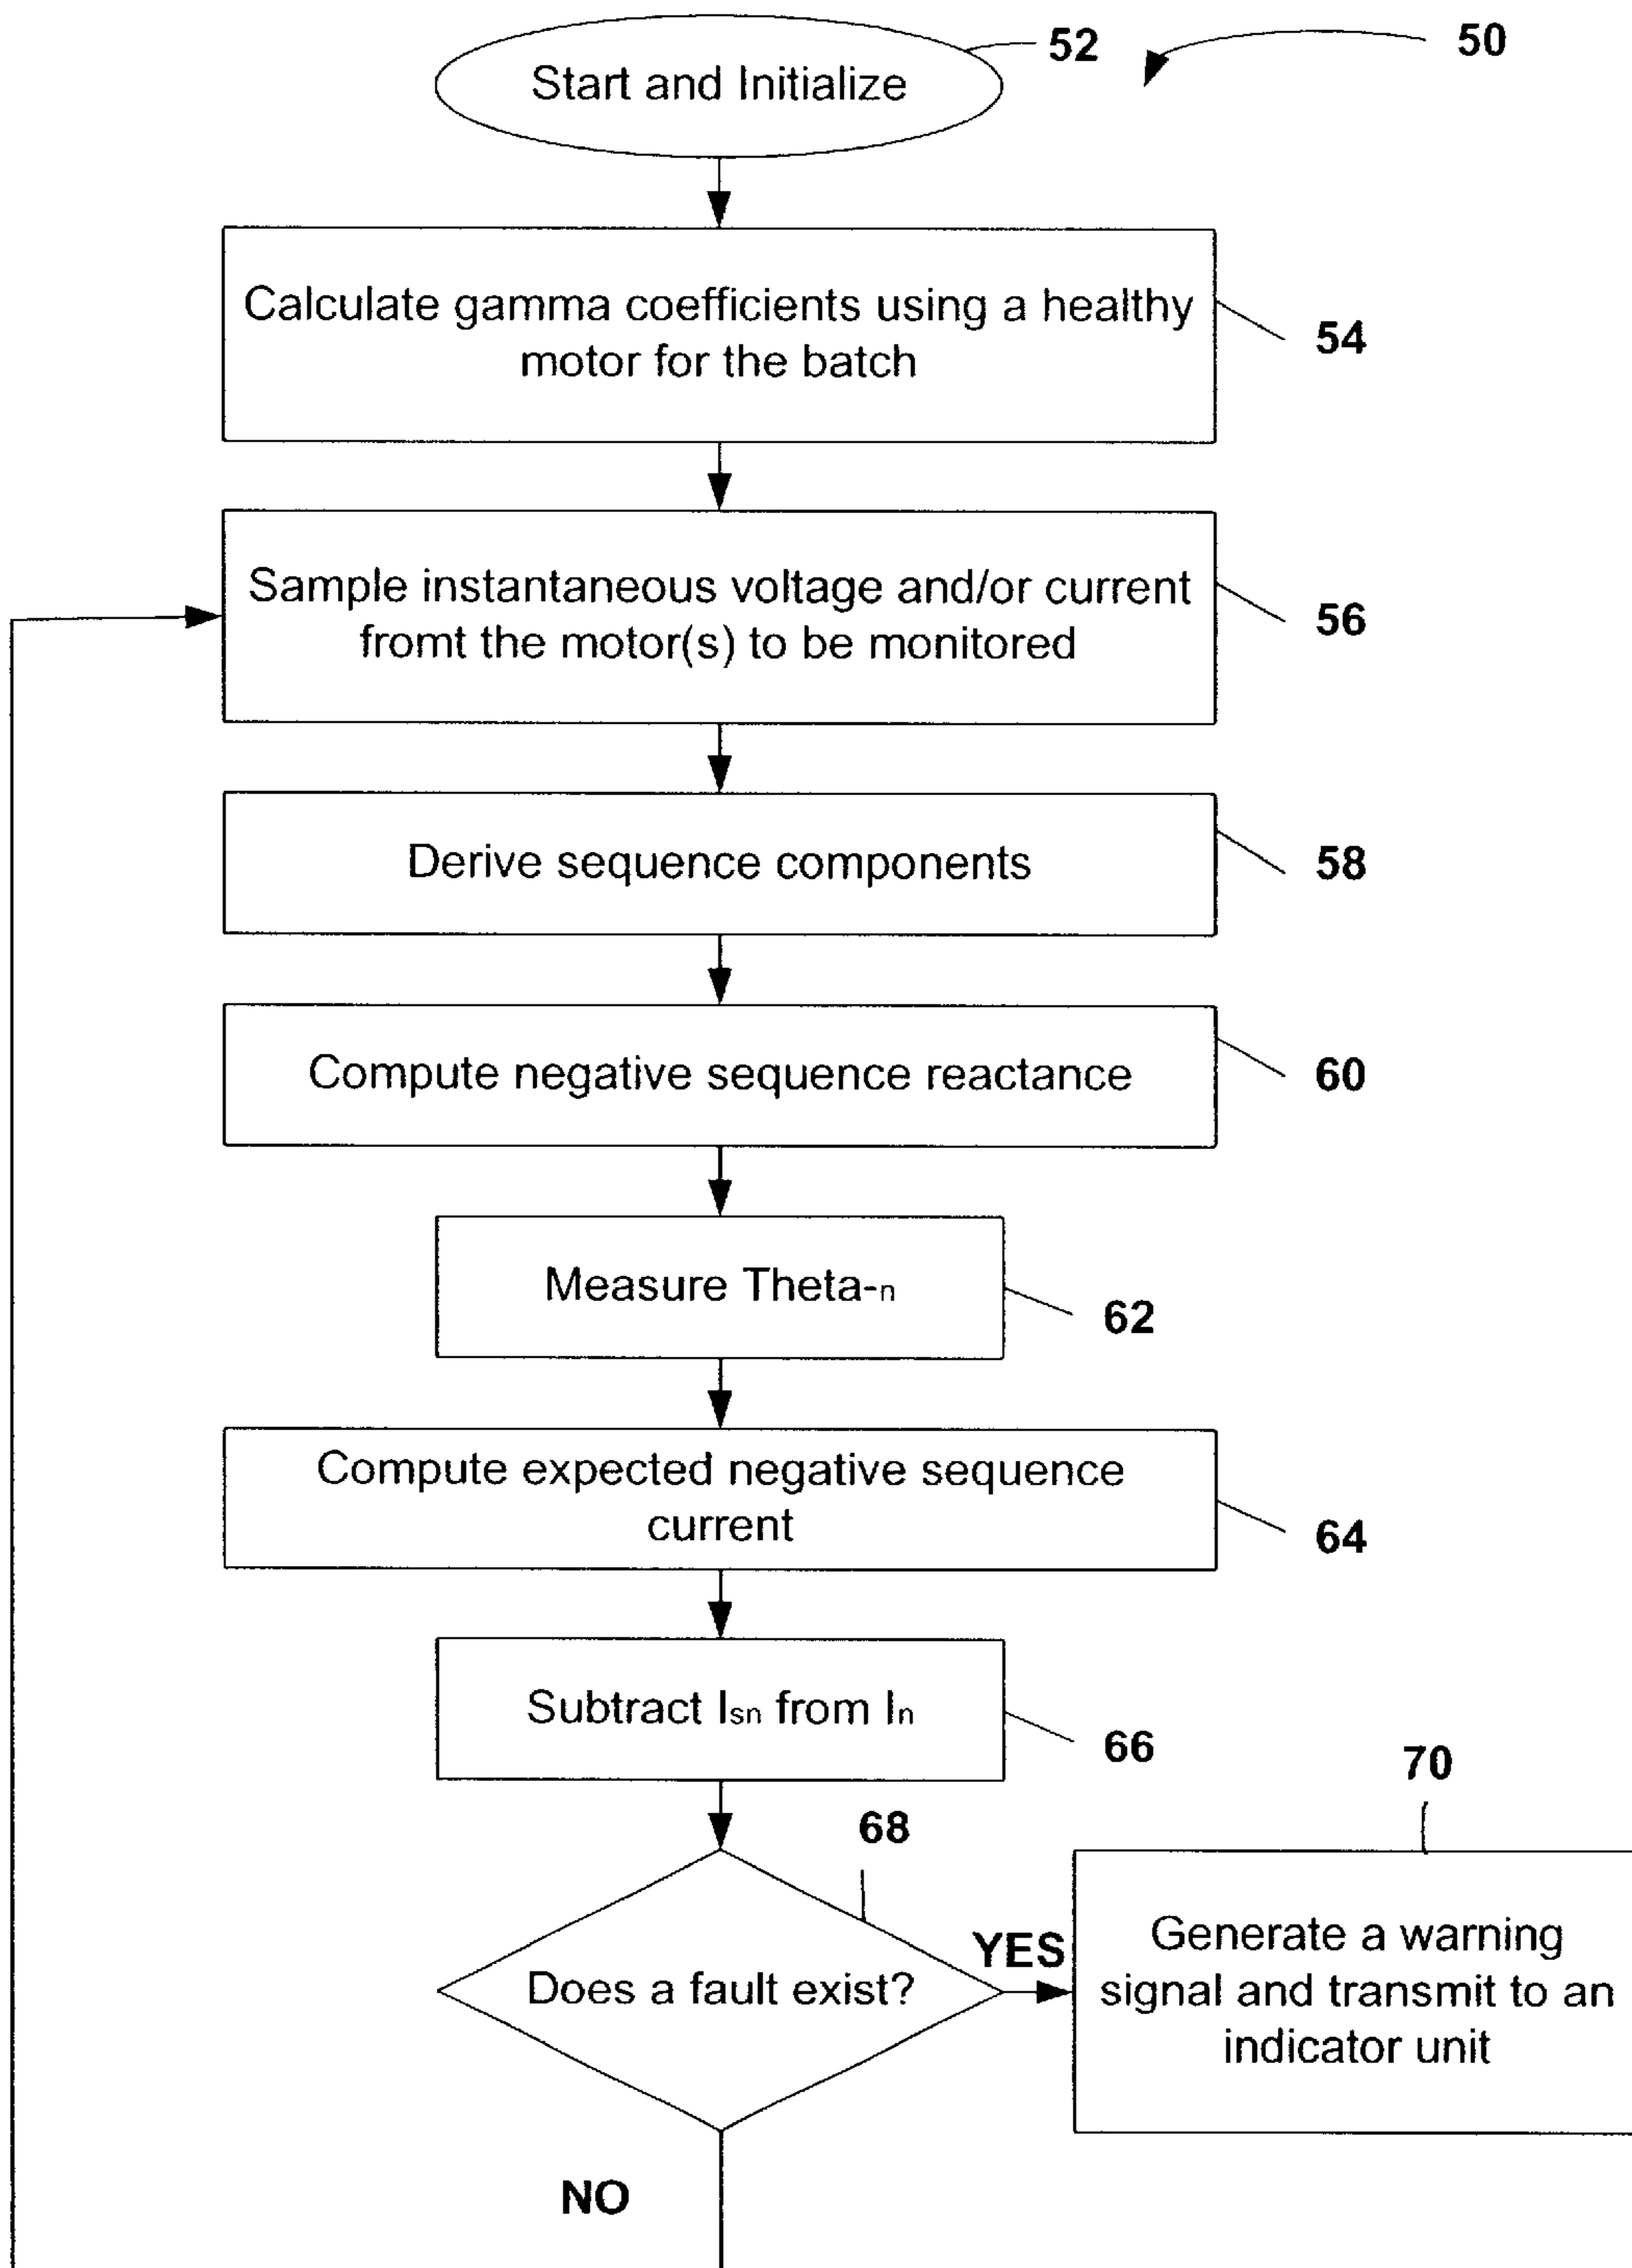 Start and Initialize
52
50
Calculate gamma coefficients using a healthy
motor for the batch
54
Sample instantaneous voltage and/or current
fromt the motor(s) to be monitored
56
Derive sequence components
58
Compute negative sequence reactance
60
Measure Theta-n
62
Compute expected negative sequence
current
64
Subtract Isn from In
66
68
Does a fault exist?
YES
70
Generate a warning
signal and transmit to an
indicator unit
NO